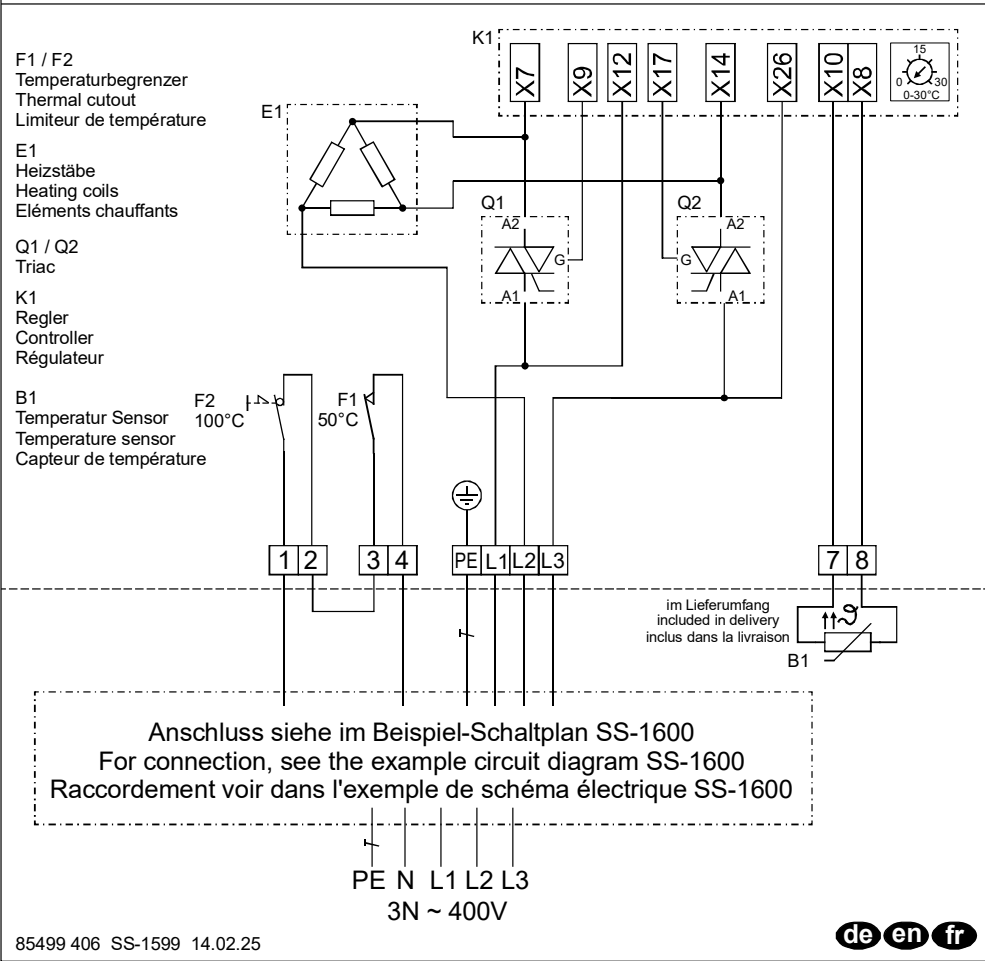 F1 / F2
Temperaturbegrenzer
Thermal cutout
Limiteur de température
E1
Heizstäbe
Heating coils
Eléments chauffants
Q1 / Q2
Triac
K1
Regler
Controller
Régulateur
B1
Temperatur Sensor
Temperature sensor
Capteur de température
K1
X7 X9 X12 X17 X14 X26 X10 X8
15
0 30
0-30°C
E1
Q1
A2
G
A1
Q2
A2
G
A1
F2
100°C
F1
50°C
1 2 3 4 PE L1 L2 L3 7 8
im Lieferumfang
included in delivery
inclus dans la livraison
B1
Anschluss siehe im Beispiel-Schaltplan SS-1600
For connection, see the example circuit diagram SS-1600
Raccordement voir dans l'exemple de schéma électrique SS-1600
PE N L1 L2 L3
3N ~ 400V
85499 406 SS-1599 14.02.25
de en fr